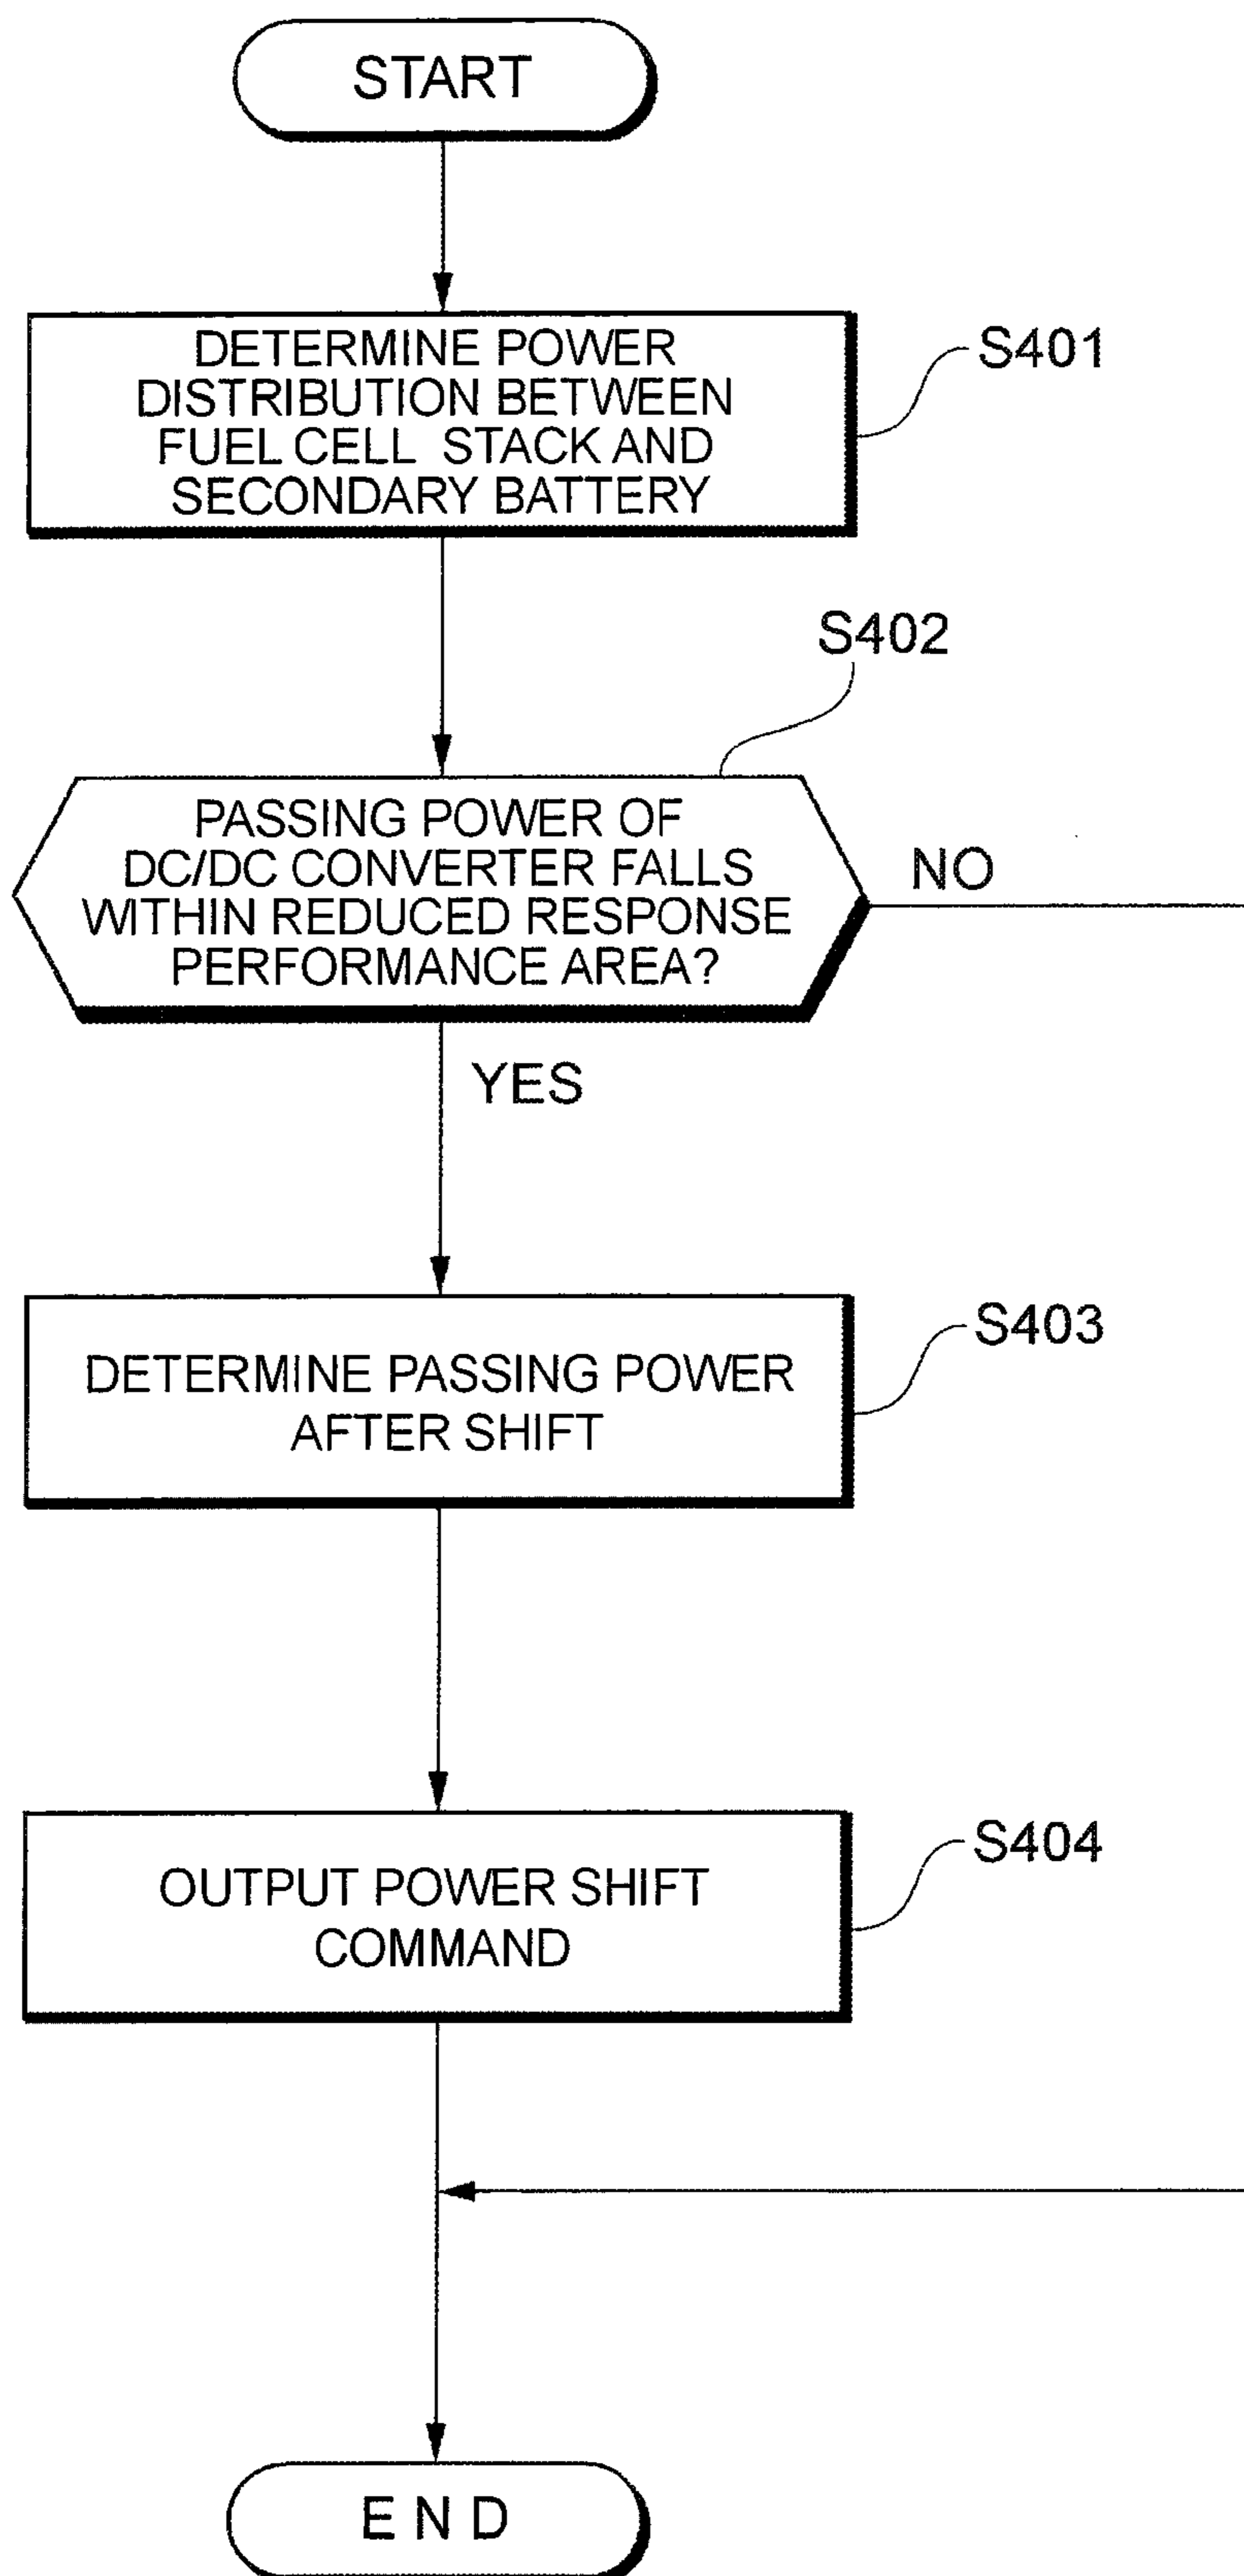 START
DETERMINE POWER
DISTRIBUTION BETWEEN
FUEL CELL STACK AND
SECONDARY BATTERY
S401
S402
PASSING POWER OF
DC/DC CONVERTER FALLS
WITHIN REDUCED RESPONSE
PERFORMANCE AREA?
NO
YES
DETERMINE PASSING POWER
AFTER SHIFT
S403
OUTPUT POWER SHIFT
COMMAND
S404
E N D